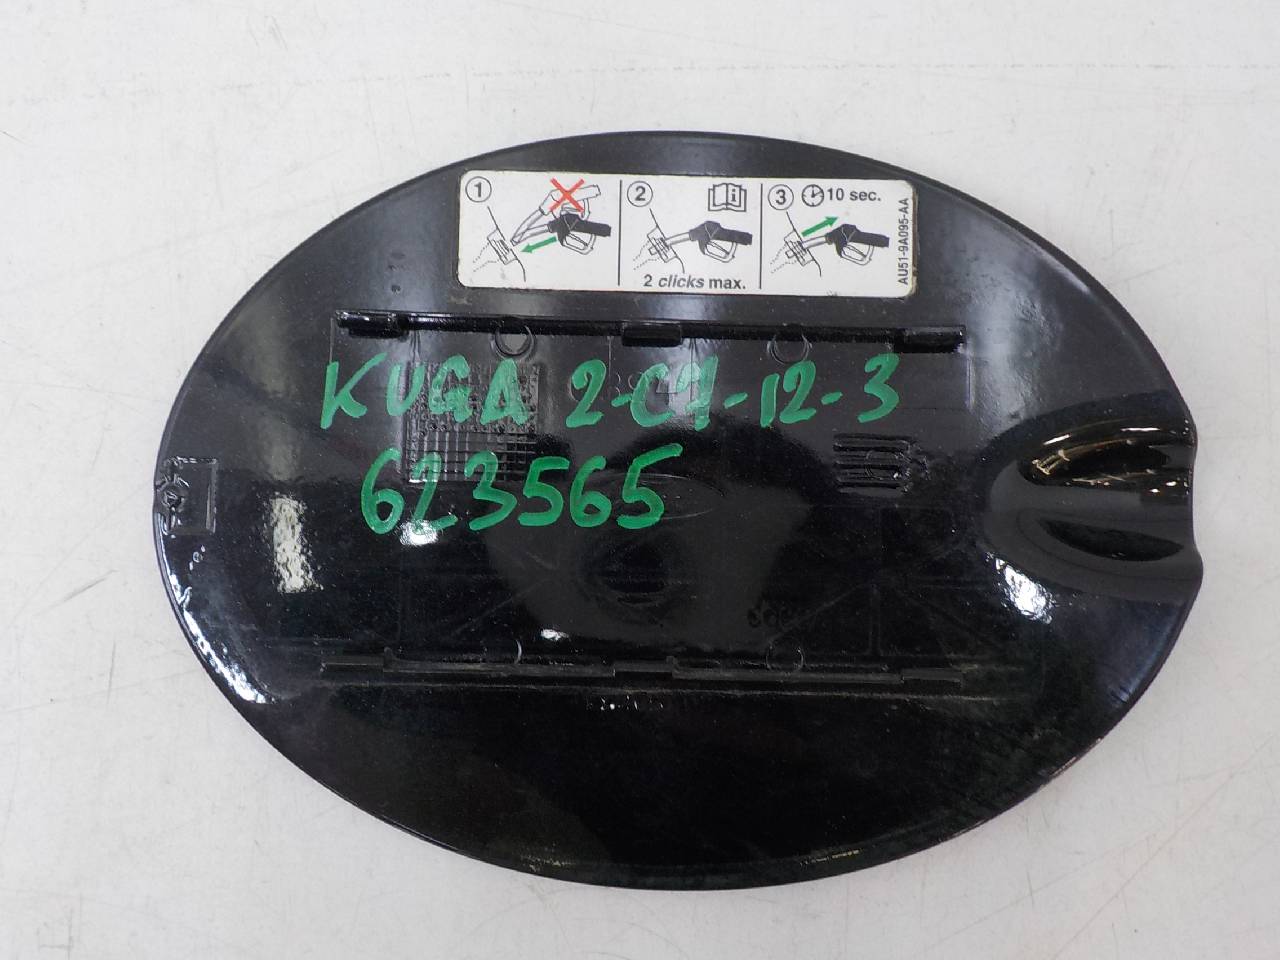 1
2
2 clicks max.
3 10 sec.
AU51-9A095-AA
KUGA 2-C1-12-3
623565